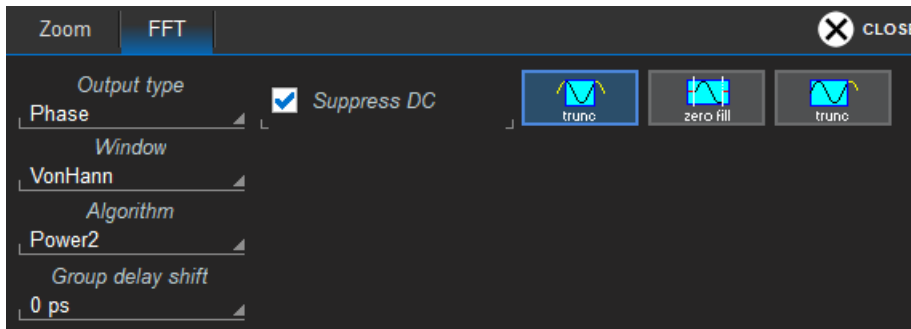 Zoom FFT CLOSE
Output type
Phase
Suppress DC
trunc zero fill trunc
Window
VonHann
Algorithm
Power2
Group delay shift
0 ps